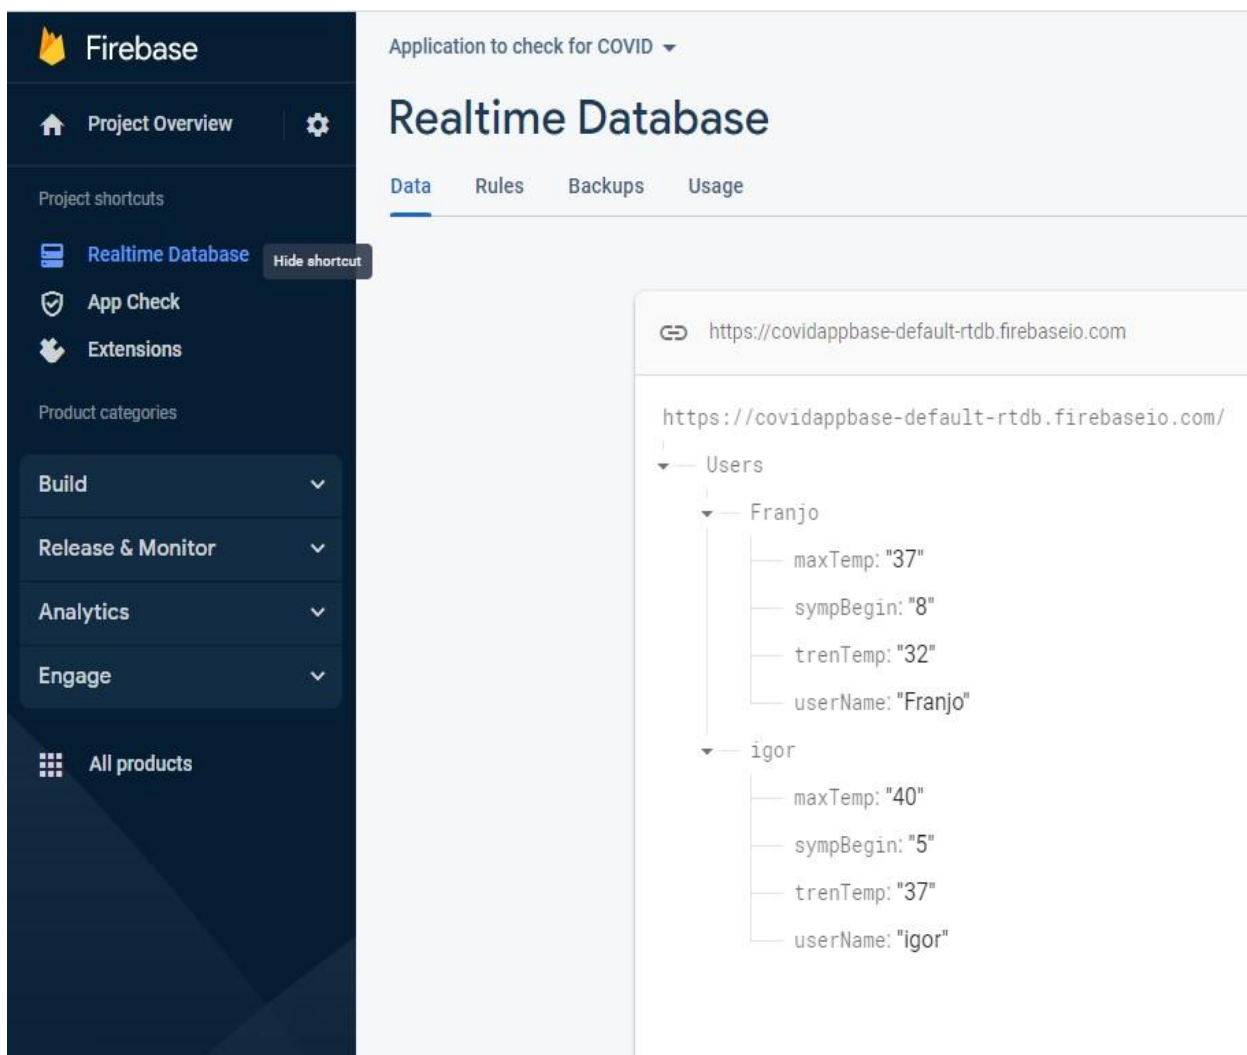 Firebase
Project Overview
Project shortcuts
Realtime Database
Hide shortcut
App Check
Extensions
Product categories
Build
Release & Monitor
Analytics
Engage
All products
Application to check for COVID
Realtime Database
Data Rules Backups Usage
https://covidappbase-default-rtdb.firebaseio.com
https://covidappbase-default-rtdb.firebaseio.com/
Users
Franjo
maxTemp: "37"
sympBegin: "8"
trenTemp: "32"
userName: "Franjo"
igor
maxTemp: "40"
sympBegin: "5"
trenTemp: "37"
userName: "igor"